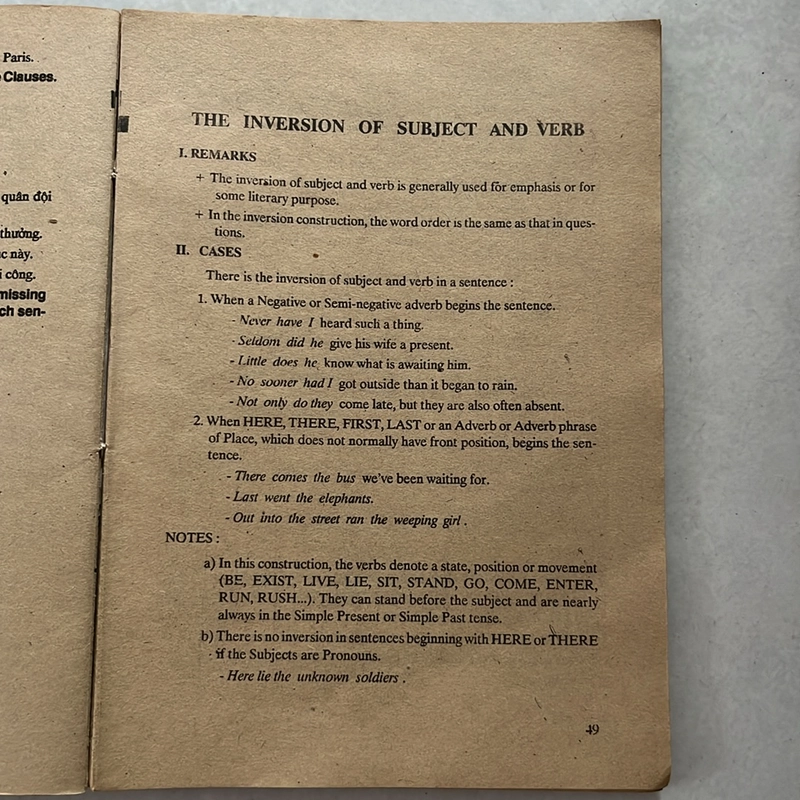 Paris.
Clauses.
quân đội
thưởng.
này.
công.
missing
sen-
THE INVERSION OF SUBJECT AND VERB
I. REMARKS
+ The inversion of subject and verb is generally used for emphasis or for
some literary purpose.
+ In the inversion construction, the word order is the same as that in ques-
tions.
II. CASES
There is the inversion of subject and verb in a sentence :
1. When a Negative or Semi-negative adverb begins the sentence.
- Never have I heard such a thing.
- Seldom did he give his wife a present.
- Little does he know what is awaiting him.
- No sooner had I got outside than it began to rain.
- Not only do they come late, but they are also often absent.
2. When HERE, THERE, FIRST, LAST or an Adverb or Adverb phrase
of Place, which does not normally have front position, begins the sen-
tence.
- There comes the bus we've been waiting for.
- Last went the elephants.
- Out into the street ran the weeping girl .
NOTES :
a) In this construction, the verbs denote a state, position or movement
(BE, EXIST, LIVE, LIE, SIT, STAND, GO, COME, ENTER,
RUN, RUSH...). They can stand before the subject and are nearly
always in the Simple Present or Simple Past tense.
b) There is no inversion in sentences beginning with HERE or THERE
if the Subjects are Pronouns.
- Here lie the unknown soldiers .
49